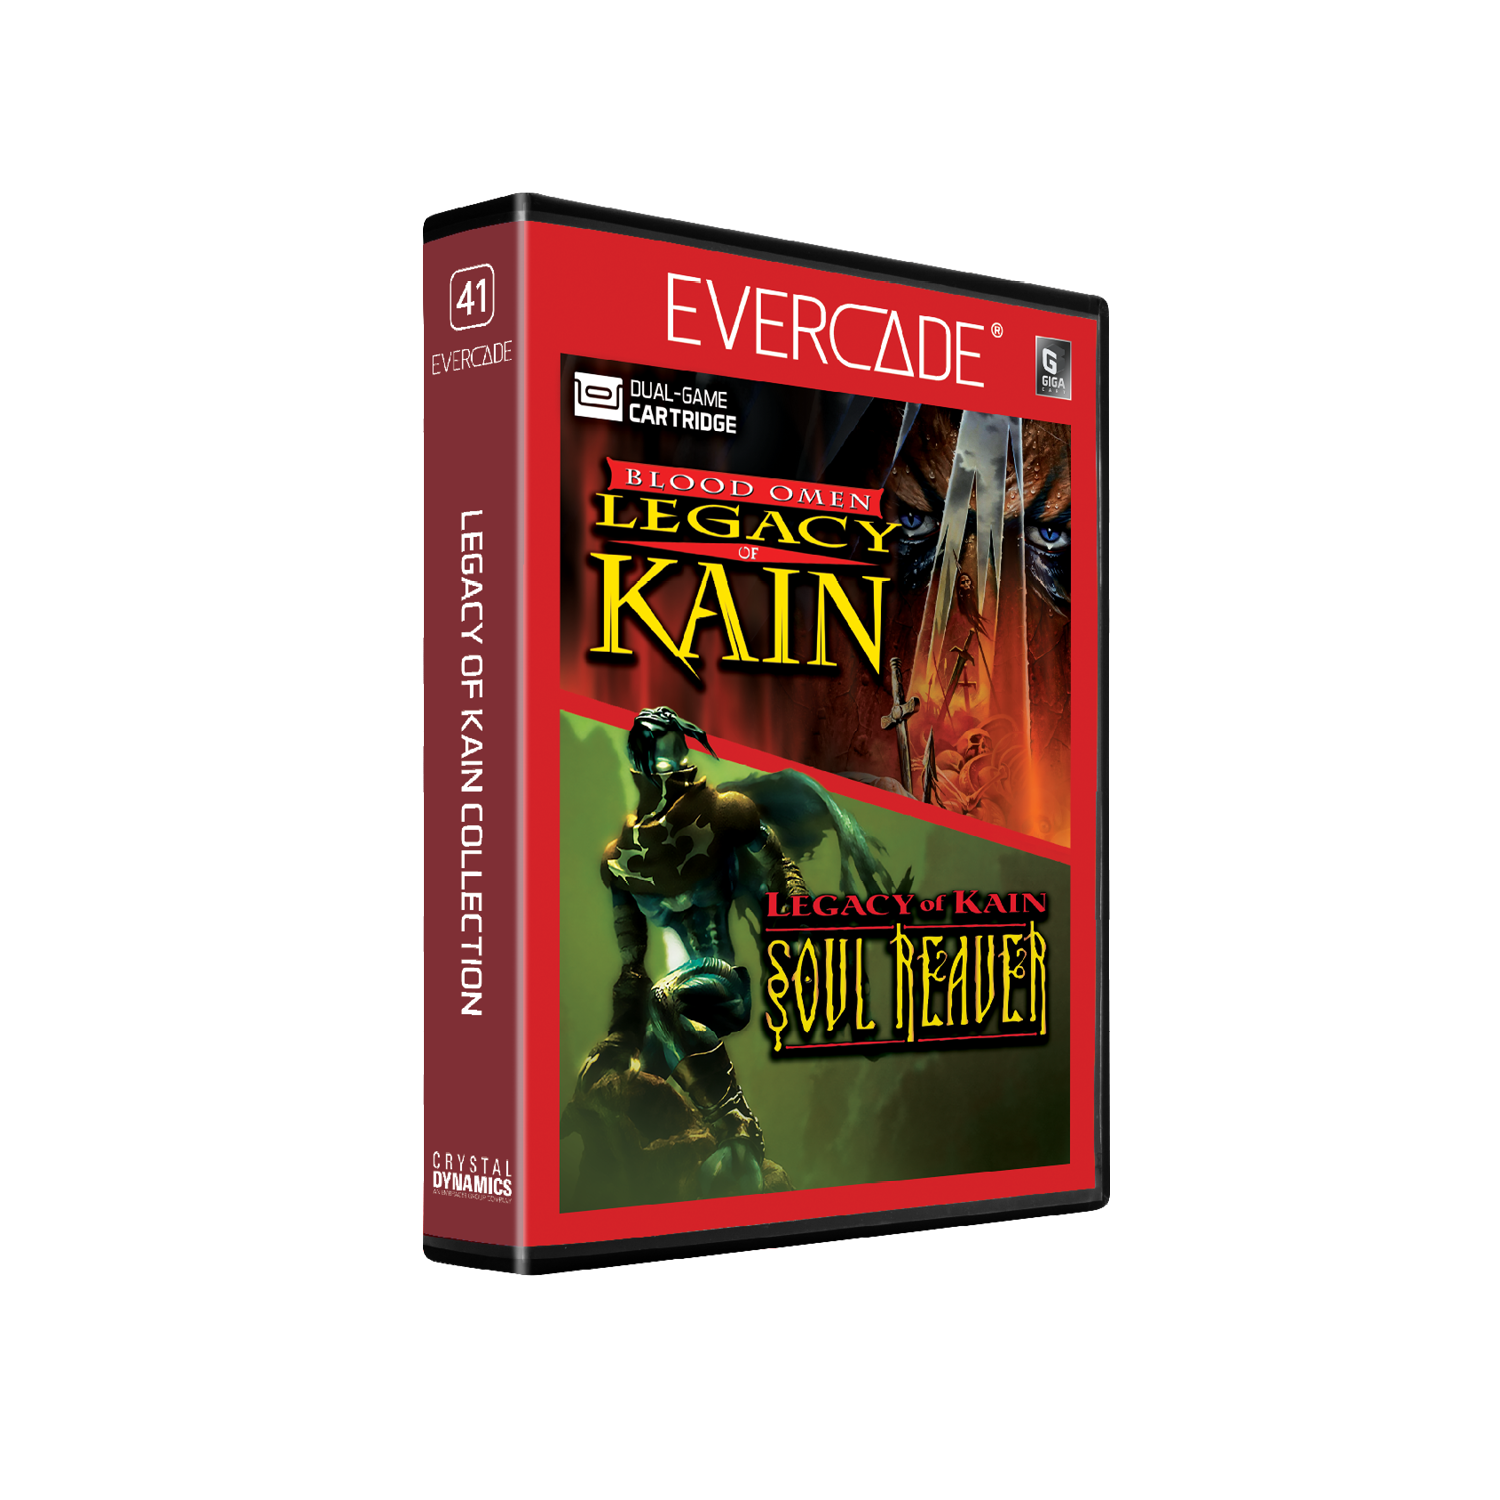 41
EVERCADE
LEGACY OF KAIN COLLECTION
CRYSTAL
DYNAMICS
EVERCADE®
G
GIGA
CART
DUAL-GAME
CARTRIDGE
BLOOD OMEN
LEGACY
OF
KAIN
LEGACY of KAIN
SOUL REAVER